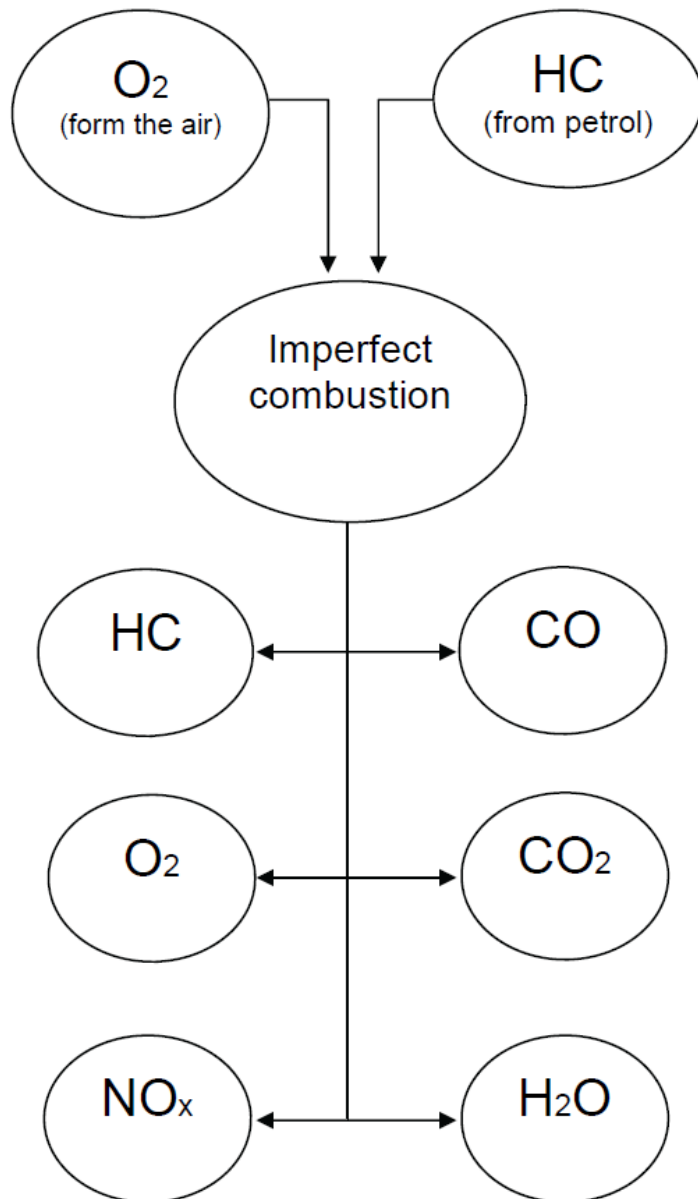 O₂
(form the air)
HC
(from petrol)
Imperfect
combustion
HC
CO
O₂
CO₂
NOₓ
H₂O